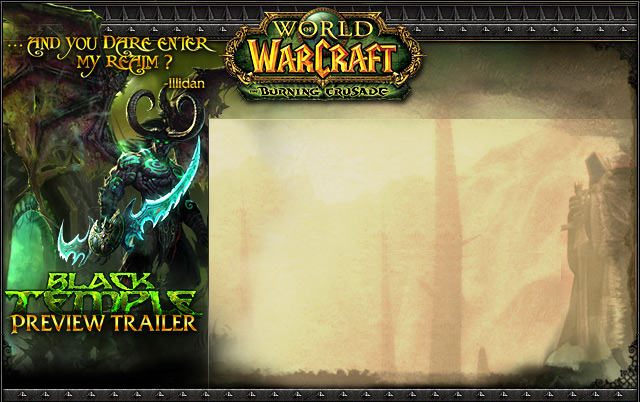 ... AND YOU DARE ENTER
MY REALM ?
Illidan
WORLD
OF
WARCRAFT
THE BURNING CRUSADE
BLACK
TEMPLE
PREVIEW TRAILER